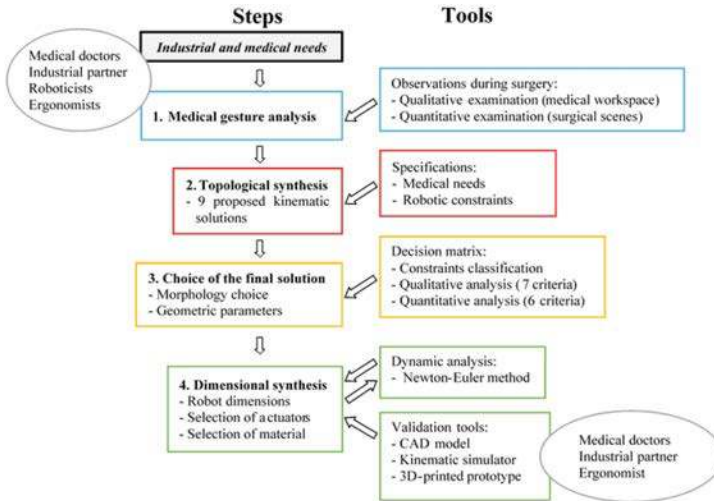 Steps
Tools
Industrial and medical needs
Medical doctors
Industrial partner
Roboticists
Ergonomists
1. Medical gesture analysis
Observations during surgery:
- Qualitative examination (medical workspace)
- Quantitative examination (surgical scenes)
2. Topological synthesis
- 9 proposed kinematic
solutions
Specifications:
- Medical needs
- Robotic constraints
3. Choice of the final solution
- Morphology choice
- Geometric parameters
Decision matrix:
- Constraints classification
- Qualitative analysis (7 criteria)
- Quantitative analysis (6 criteria)
4. Dimensional synthesis
- Robot dimensions
- Selection of actuators
- Selection of material
Dynamic analysis:
- Newton-Euler method
Validation tools:
- CAD model
- Kinematic simulator
- 3D-printed prototype
Medical doctors
Industrial partner
Ergonomist